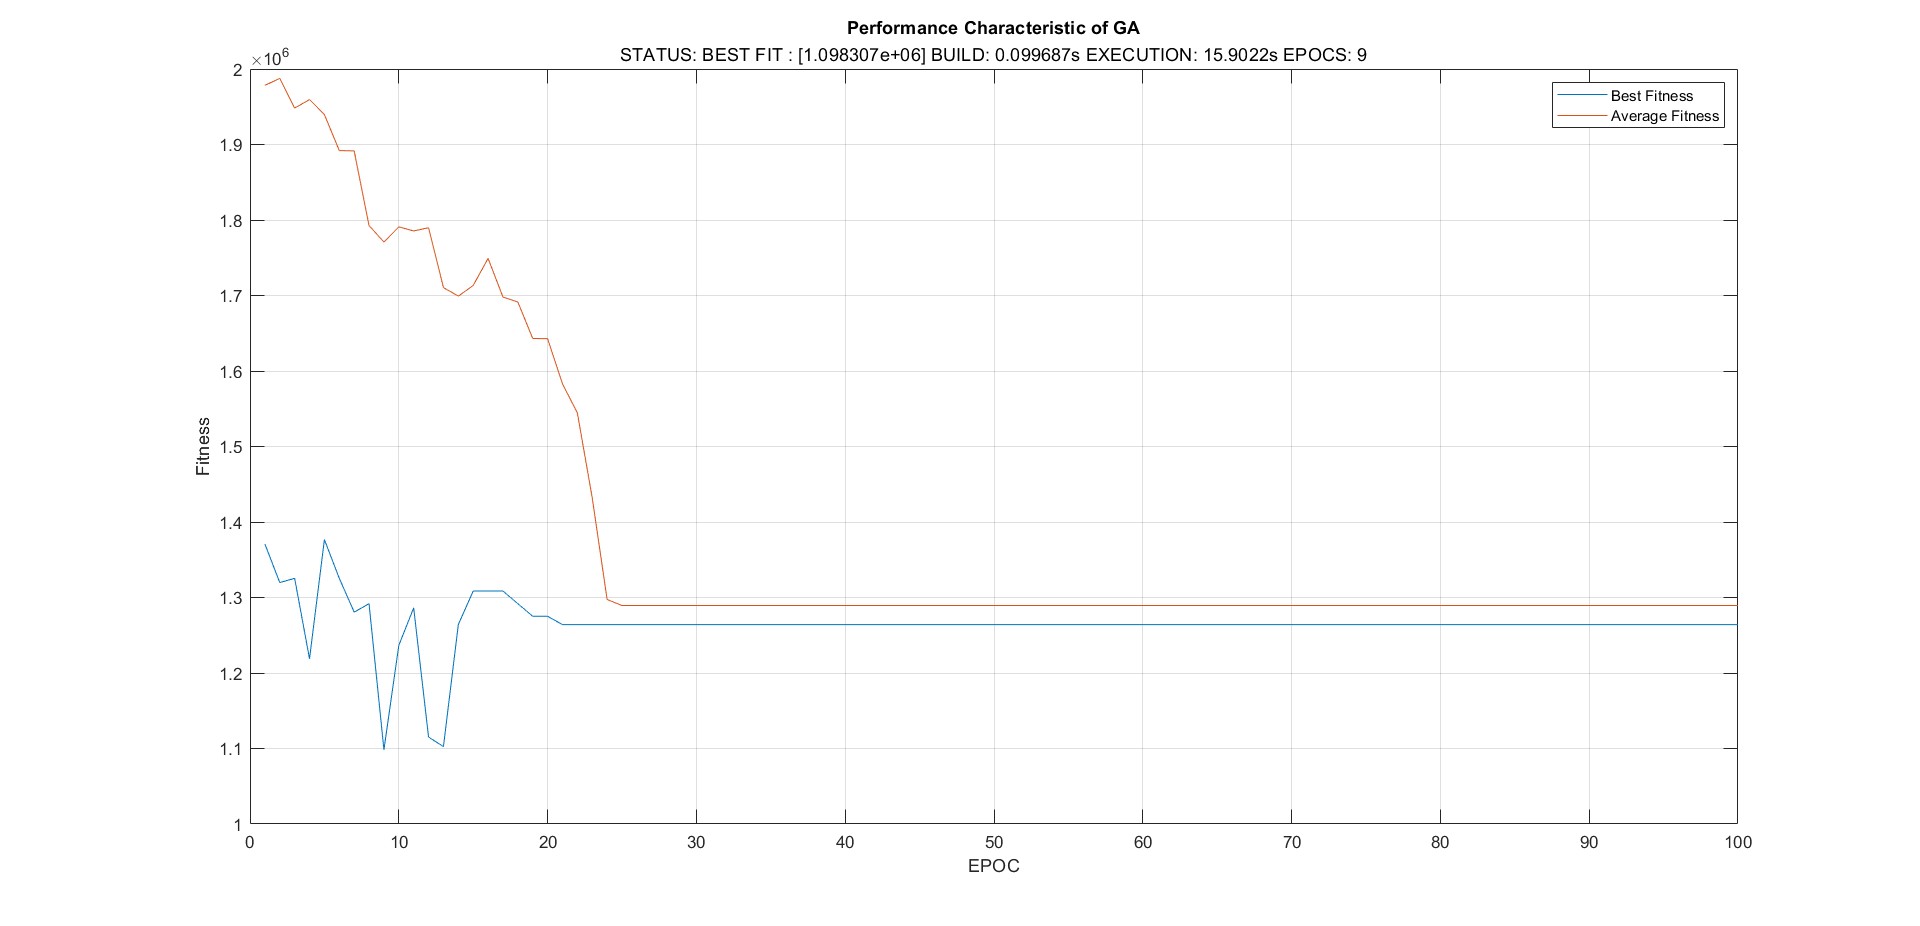 Performance Characteristic of GA
STATUS: BEST FIT : [1.098307e+06] BUILD: 0.099687s EXECUTION: 15.9022s EPOCS: 9
×10⁶
Best Fitness
Average Fitness
2
1.9
1.8
1.7
1.6
1.5
1.4
1.3
1.2
1.1
1
Fitness
0 10 20 30 40 50 60 70 80 90 100
EPOC